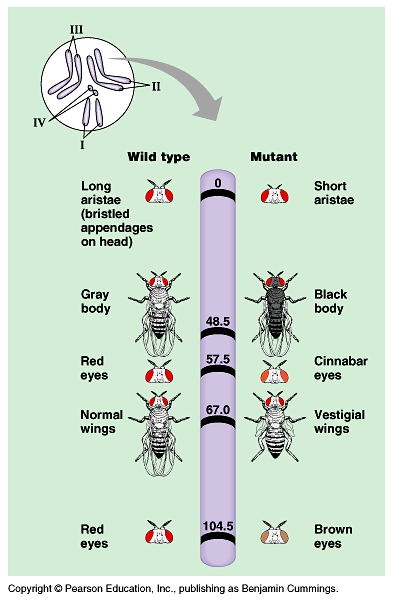 III
II
IV
I
Wild type
Mutant
Long
aristae
(bristled
appendages
on head)
0
Short
aristae
Gray
body
48.5
Black
body
Red
eyes
57.5
Cinnabar
eyes
Normal
wings
67.0
Vestigial
wings
Red
eyes
104.5
Brown
eyes
Copyright © Pearson Education, Inc., publishing as Benjamin Cummings.